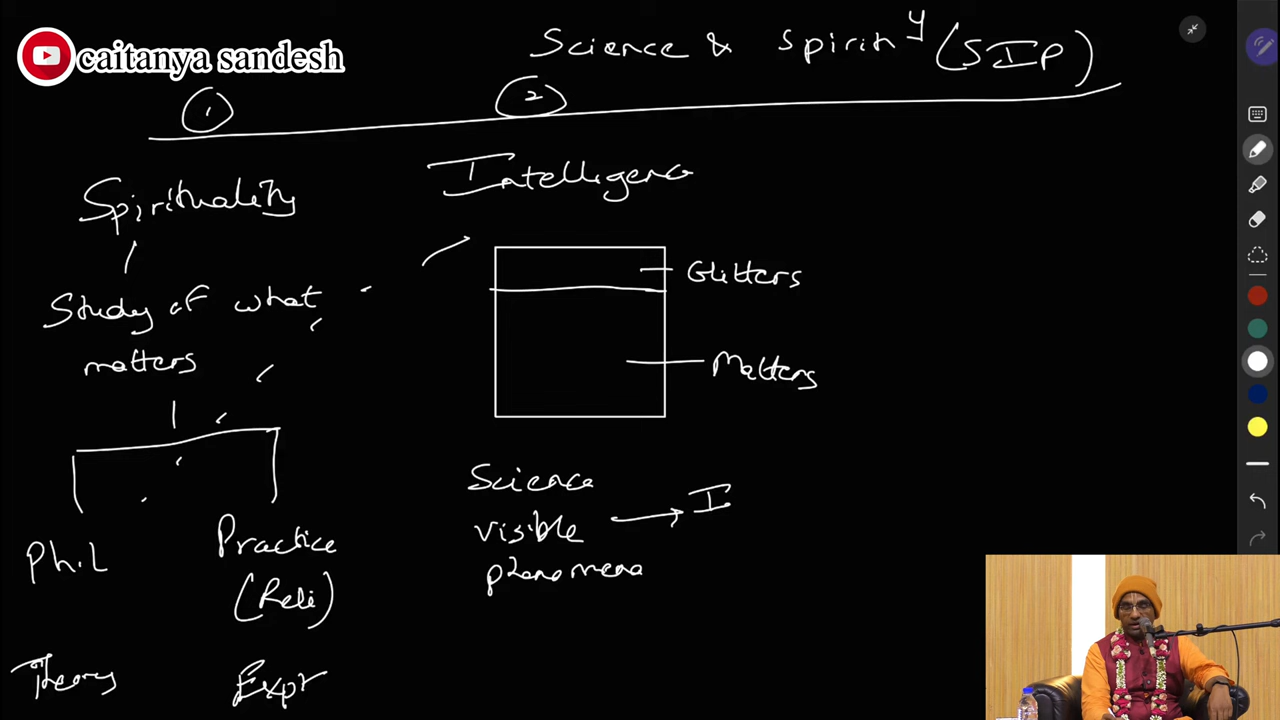 caitanya sandesh
Science & spirity (SIP)
1
2
Spirituality
Study of what
matters
Phil
Practice
(Reli)
Theory
Expr
Intelligence
Glitters
Matters
Science
visible
phenomena
I